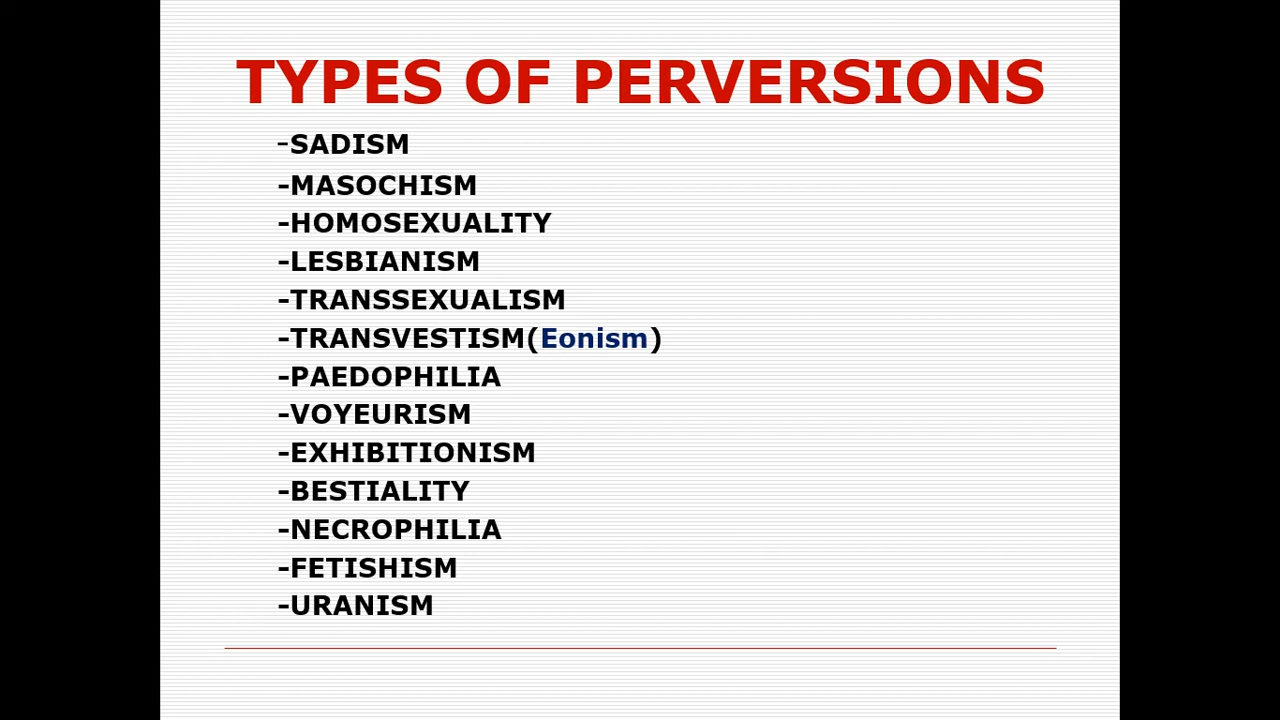 TYPES OF PERVERSIONS
-SADISM
-MASOCHISM
-HOMOSEXUALITY
-LESBIANISM
-TRANSSEXUALISM
-TRANSVESTISM(Eonism)
-PAEDOPHILIA
-VOYEURISM
-EXHIBITIONISM
-BESTIALITY
-NECROPHILIA
-FETISHISM
-URANISM